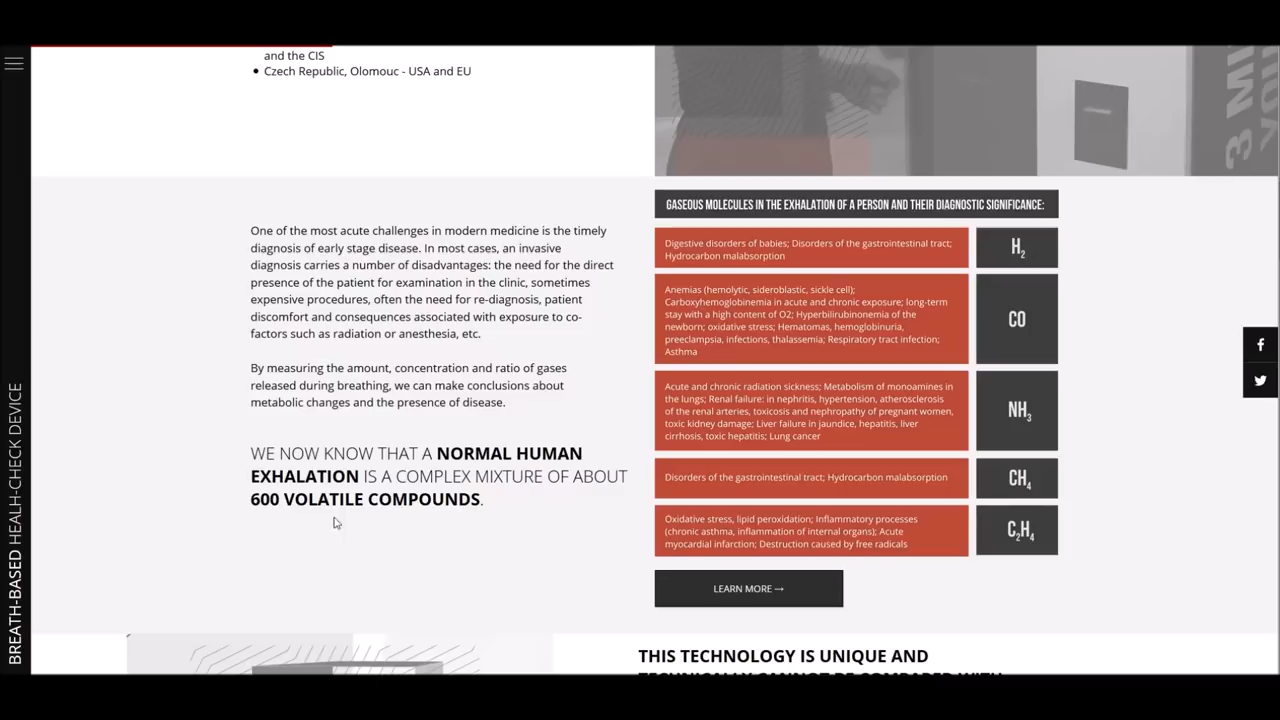 and the CIS
● Czech Republic, Olomouc - USA and EU
3 MI
YOU
One of the most acute challenges in modern medicine is the timely
diagnosis of early stage disease. In most cases, an invasive
diagnosis carries a number of disadvantages: the need for the direct
presence of the patient for examination in the clinic, sometimes
expensive procedures, often the need for re-diagnosis, patient
discomfort and consequences associated with exposure to co-
factors such as radiation or anesthesia, etc.
By measuring the amount, concentration and ratio of gases
released during breathing, we can make conclusions about
metabolic changes and the presence of disease.
WE NOW KNOW THAT A NORMAL HUMAN
EXHALATION IS A COMPLEX MIXTURE OF ABOUT
600 VOLATILE COMPOUNDS.
GASEOUS MOLECULES IN THE EXHALATION OF A PERSON AND THEIR DIAGNOSTIC SIGNIFICANCE:
Digestive disorders of babies; Disorders of the gastrointestinal tract;
Hydrocarbon malabsorption
H₂
Anemias (hemolytic, sideroblastic, sickle cell);
Carboxyhemoglobinemia in acute and chronic exposure; long-term
stay with a high content of O2; Hyperbilirubinonemia of the
newborn; oxidative stress; Hematomas, hemoglobinuria,
preeclampsia, infections, thalassemia; Respiratory tract infection;
Asthma
CO
Acute and chronic radiation sickness; Metabolism of monoamines in
the lungs; Renal failure: in nephritis, hypertension, atherosclerosis
of the renal arteries, toxicosis and nephropathy of pregnant women,
toxic kidney damage; Liver failure in jaundice, hepatitis, liver
cirrhosis, toxic hepatitis; Lung cancer
NH₃
Disorders of the gastrointestinal tract; Hydrocarbon malabsorption
CH₄
Oxidative stress, lipid peroxidation; Inflammatory processes
(chronic asthma, inflammation of internal organs); Acute
myocardial infarction; Destruction caused by free radicals
C₂H₄
LEARN MORE →
THIS TECHNOLOGY IS UNIQUE AND
TECHNICALLY CANNOT BE COMPARED WITH
BREATH-BASED HEALH-CHECK DEVICE